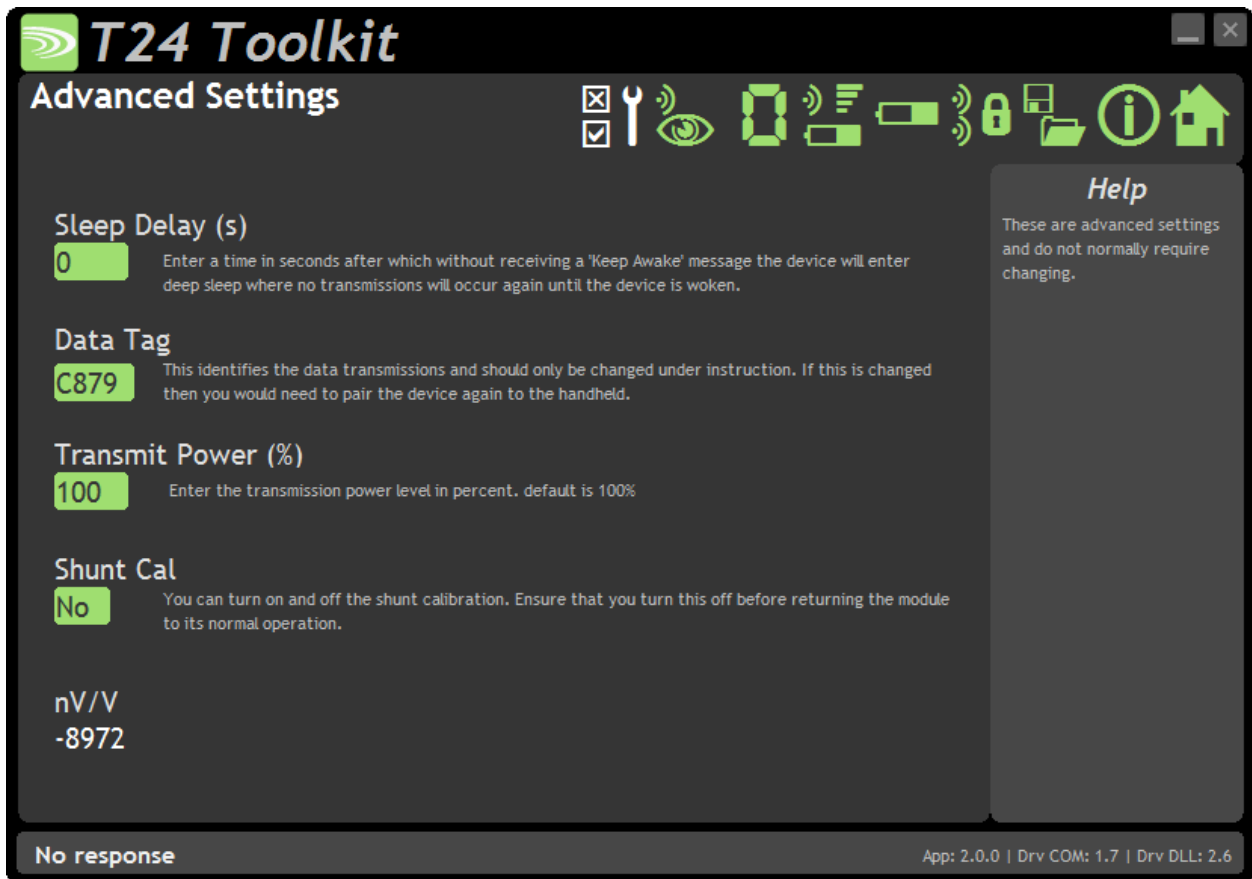 T24 Toolkit
Advanced Settings
Help
These are advanced settings
and do not normally require
changing.
Sleep Delay (s)
0
Enter a time in seconds after which without receiving a 'Keep Awake' message the device will enter
deep sleep where no transmissions will occur again until the device is woken.
Data Tag
C879
This identifies the data transmissions and should only be changed under instruction. If this is changed
then you would need to pair the device again to the handheld.
Transmit Power (%)
100
Enter the transmission power level in percent. default is 100%
Shunt Cal
No
You can turn on and off the shunt calibration. Ensure that you turn this off before returning the module
to its normal operation.
nV/V
-8972
No response
App: 2.0.0 | Drv COM: 1.7 | Drv DLL: 2.6